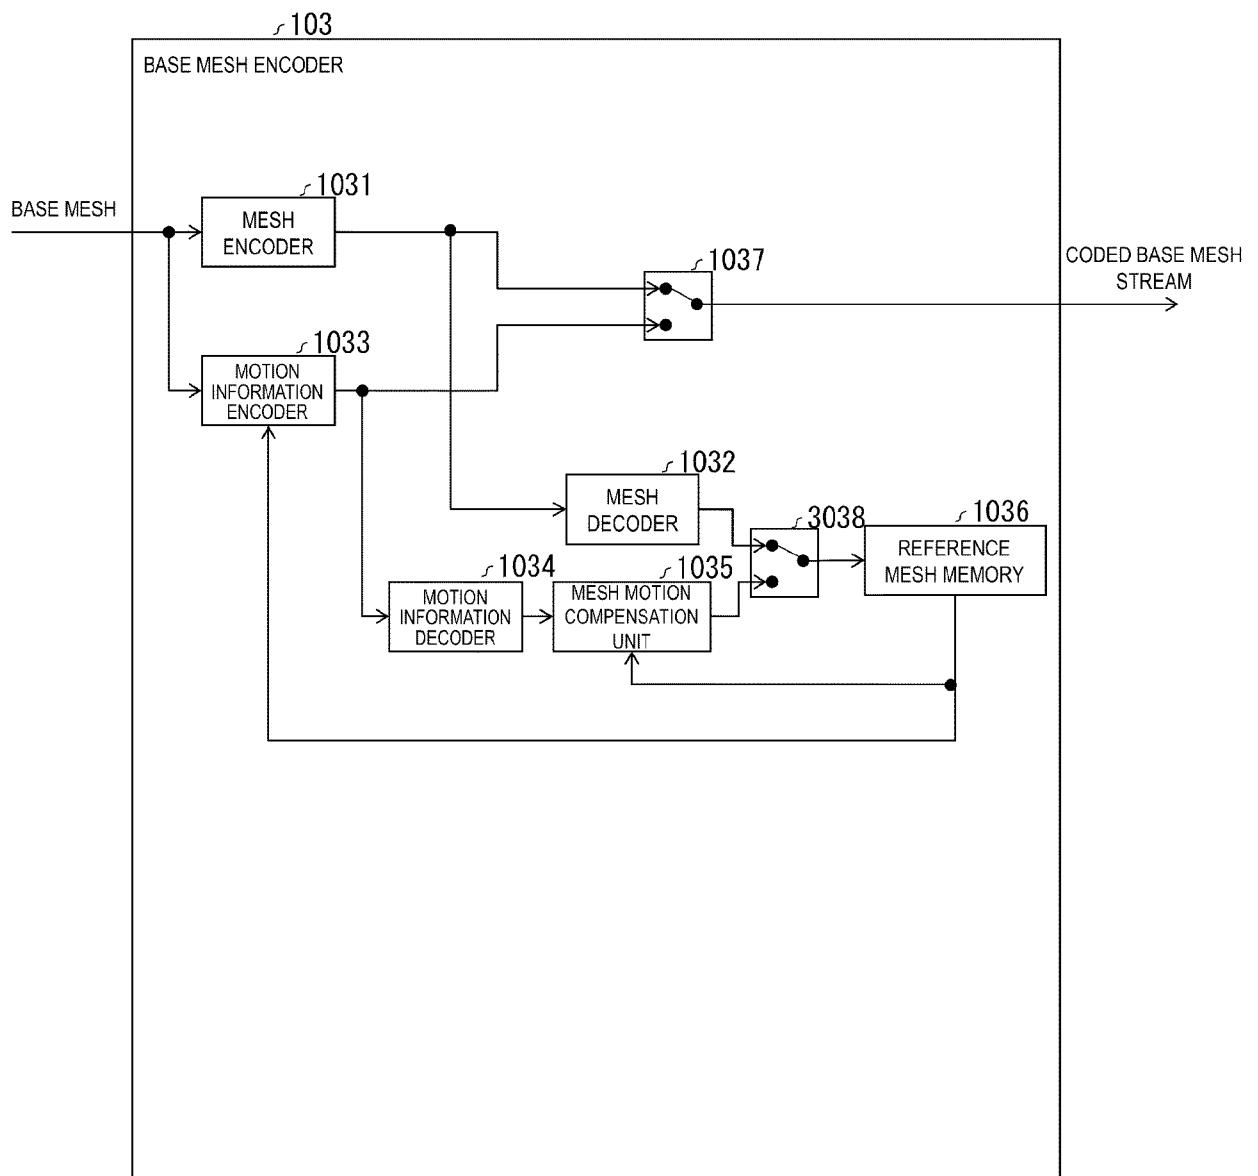 103
BASE MESH ENCODER
1031
BASE MESH
MESH
ENCODER
1037
CODED BASE MESH
STREAM
1033
MOTION
INFORMATION
ENCODER
1032
MESH
DECODER
3038
1036
REFERENCE
MESH MEMORY
1034
MOTION
INFORMATION
DECODER
1035
MESH MOTION
COMPENSATION
UNIT